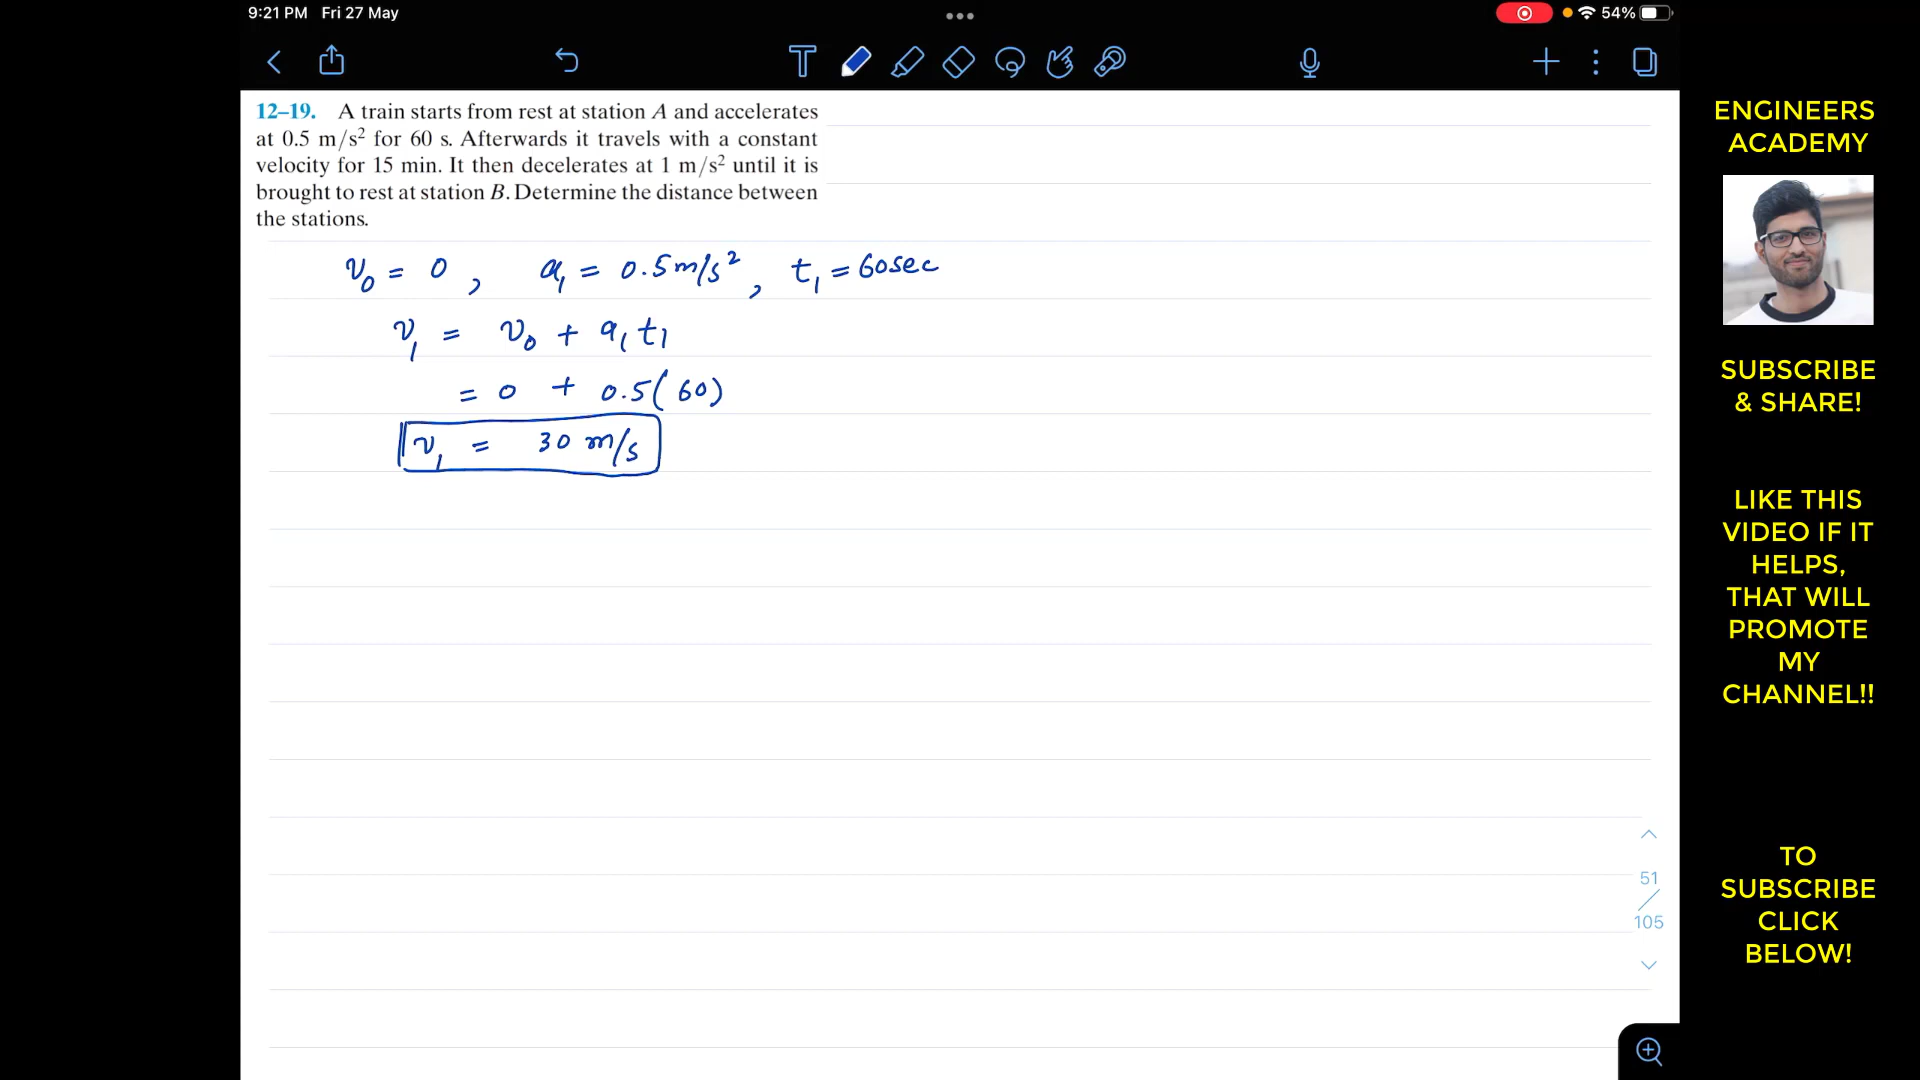 9:21 PM Fri 27 May
54%
12–19. A train starts from rest at station A and accelerates
at 0.5 m/s² for 60 s. Afterwards it travels with a constant
velocity for 15 min. It then decelerates at 1 m/s² until it is
brought to rest at station B. Determine the distance between
the stations.
v₀ = 0 , a₁ = 0.5 m/s² , t₁ = 60 sec
v₁ = v₀ + a₁ t₁
= 0 + 0.5 ( 60 )
v₁ = 30 m/s
51
/
105
ENGINEERS
ACADEMY
SUBSCRIBE
& SHARE!
LIKE THIS
VIDEO IF IT
HELPS,
THAT WILL
PROMOTE
MY
CHANNEL!!
TO
SUBSCRIBE
CLICK
BELOW!